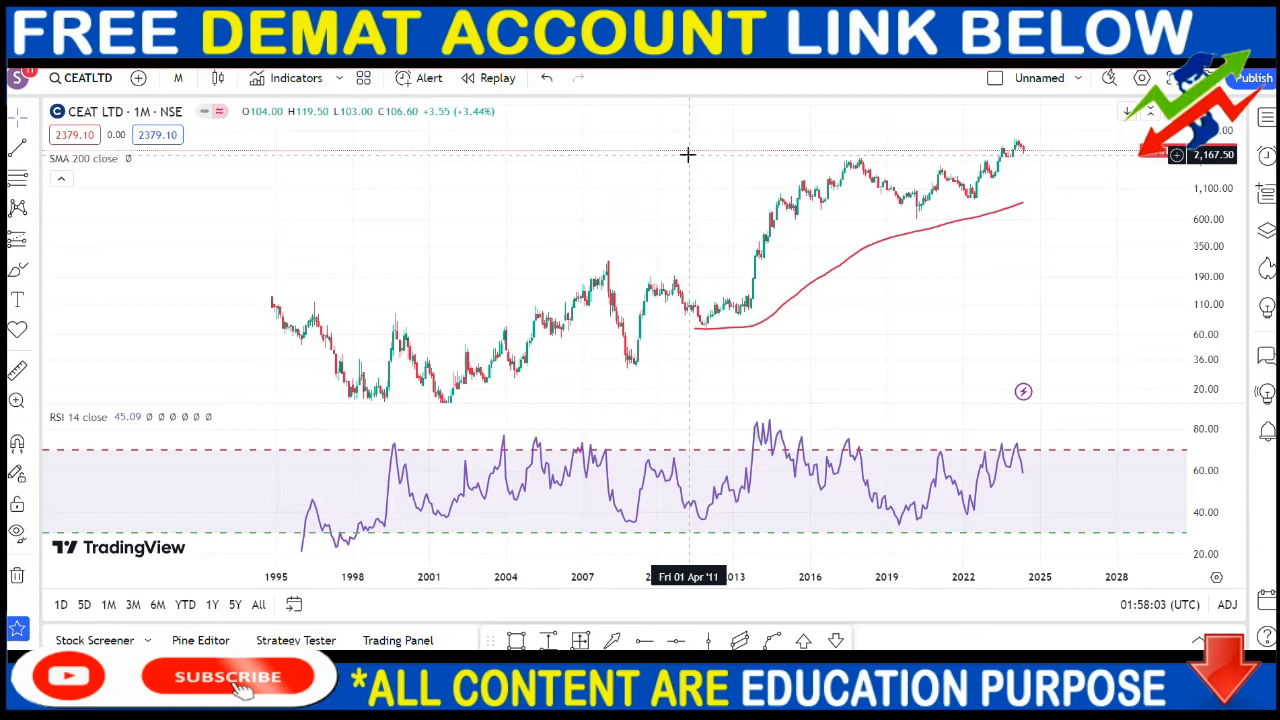 FREE DEMAT ACCOUNT LINK BELOW
S 11 CEATLTD M Indicators Alert Replay Unnamed Publish
CEAT LTD · 1M · NSE O104.00 H119.50 L103.00 C106.60 +3.55 (+3.44%)
2379.10 0.00 2379.10
SMA 200 close Ø
2,167.50
1,100.00
600.00
350.00
190.00
110.00
60.00
36.00
20.00
RSI 14 close 45.09 Ø Ø Ø Ø Ø Ø
80.00
60.00
40.00
20.00
TradingView
1995 1998 2001 2004 2007 Fri 01 Apr '11 013 2016 2019 2022 2025 2028
1D 5D 1M 3M 6M YTD 1Y 5Y All 01:58:03 (UTC) ADJ
Stock Screener Pine Editor Strategy Tester Trading Panel
SUBSCRIBE
*ALL CONTENT ARE EDUCATION PURPOSE